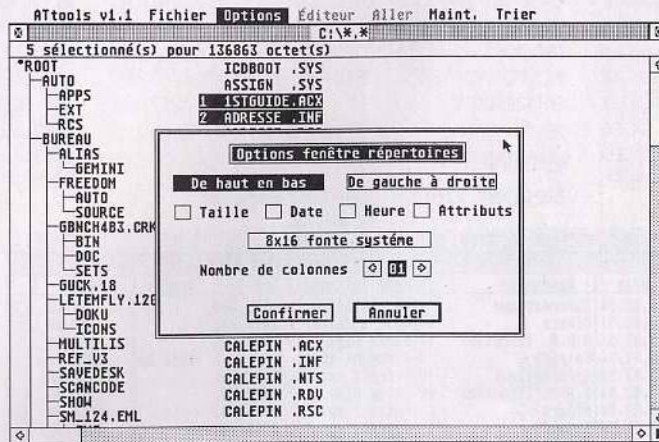 ATtools v1.1 Fichier Options Éditeur Aller Maint. Trier
C:\*.*
5 sélectionné(s) pour 136863 octet(s)
ROOT
AUTO
APPS
EXT
RCS
BUREAU
ALIAS
GEMINI
FREEDOM
AUTO
SOURCE
GBNCH4B3.CRK
BIN
DOC
SETS
GUCK.18
LETEMFLY.120
DOKU
ICONS
MULTILIS
REF_V3
SAVEDESK
SCANCODE
SHOW
SM_124.EML
ICDBOOT .SYS
ASSIGN .SYS
1 1STGUIDE.ACX
2 ADRESSE .INF
Options fenêtre répertoires
De haut en bas De gauche à droite
Taille Date Heure Attributs
8x16 fonte systéme
Nombre de colonnes 01
Confirmer Annuler
CALEPIN .ACX
CALEPIN .INF
CALEPIN .NTS
CALEPIN .RDV
CALEPIN .RSC